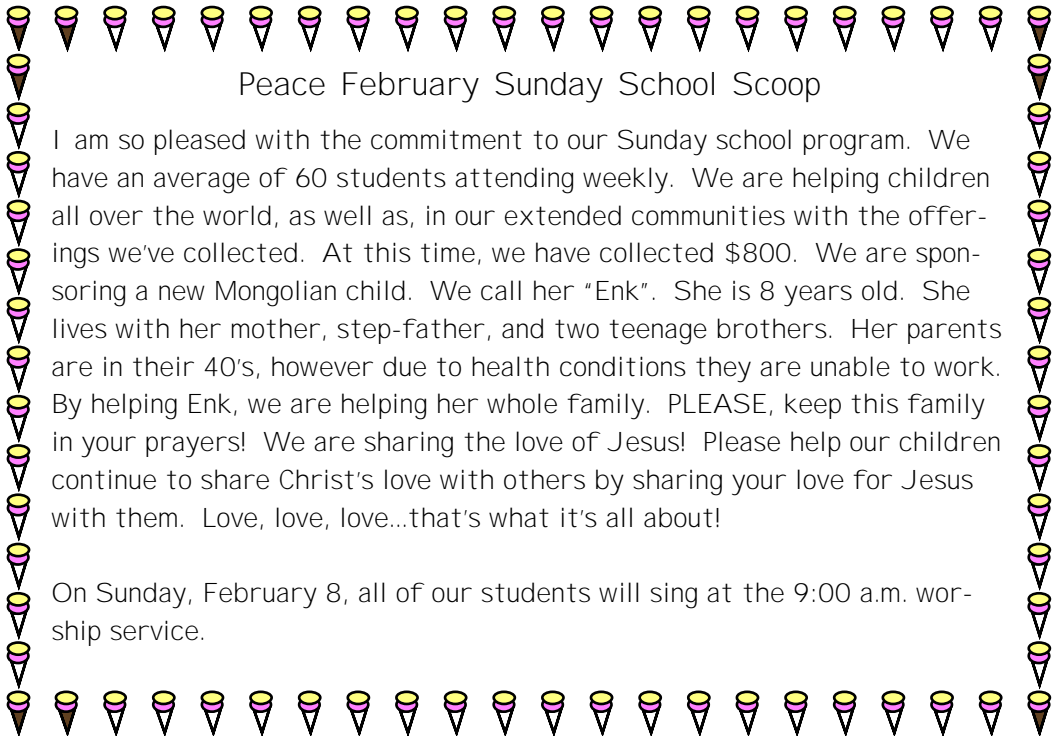 Peace February Sunday School Scoop
I am so pleased with the commitment to our Sunday school program. We
have an average of 60 students attending weekly. We are helping children
all over the world, as well as, in our extended communities with the offer-
ings we've collected. At this time, we have collected $800. We are spon-
soring a new Mongolian child. We call her “Enk”. She is 8 years old. She
lives with her mother, step-father, and two teenage brothers. Her parents
are in their 40's, however due to health conditions they are unable to work.
By helping Enk, we are helping her whole family. PLEASE, keep this family
in your prayers! We are sharing the love of Jesus! Please help our children
continue to share Christ's love with others by sharing your love for Jesus
with them. Love, love, love...that's what it's all about!
On Sunday, February 8, all of our students will sing at the 9:00 a.m. wor-
ship service.